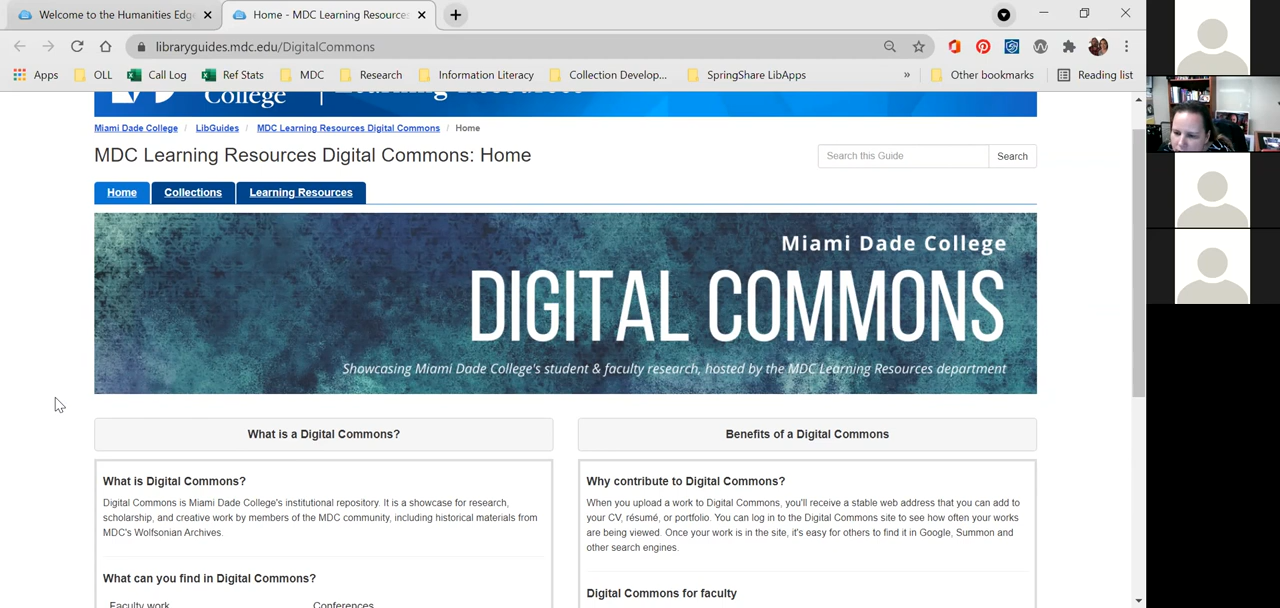 Welcome to the Humanities Edge
Home - MDC Learning Resources
libraryguides.mdc.edu/DigitalCommons
Apps
OLL
Call Log
Ref Stats
MDC
Research
Information Literacy
Collection Develop...
SpringShare LibApps
»
Other bookmarks
Reading list
College
Miami Dade College / LibGuides / MDC Learning Resources Digital Commons / Home
MDC Learning Resources Digital Commons: Home
Search this Guide
Search
Home
Collections
Learning Resources
Miami Dade College
DIGITAL COMMONS
Showcasing Miami Dade College's student & faculty research, hosted by the MDC Learning Resources department
What is a Digital Commons?
What is Digital Commons?
Digital Commons is Miami Dade College's institutional repository. It is a showcase for research,
scholarship, and creative work by members of the MDC community, including historical materials from
MDC's Wolfsonian Archives.
What can you find in Digital Commons?
Faculty work
Conferences
Benefits of a Digital Commons
Why contribute to Digital Commons?
When you upload a work to Digital Commons, you'll receive a stable web address that you can add to
your CV, résumé, or portfolio. You can log in to the Digital Commons site to see how often your works
are being viewed. Once your work is in the site, it's easy for others to find it in Google, Summon and
other search engines.
Digital Commons for faculty